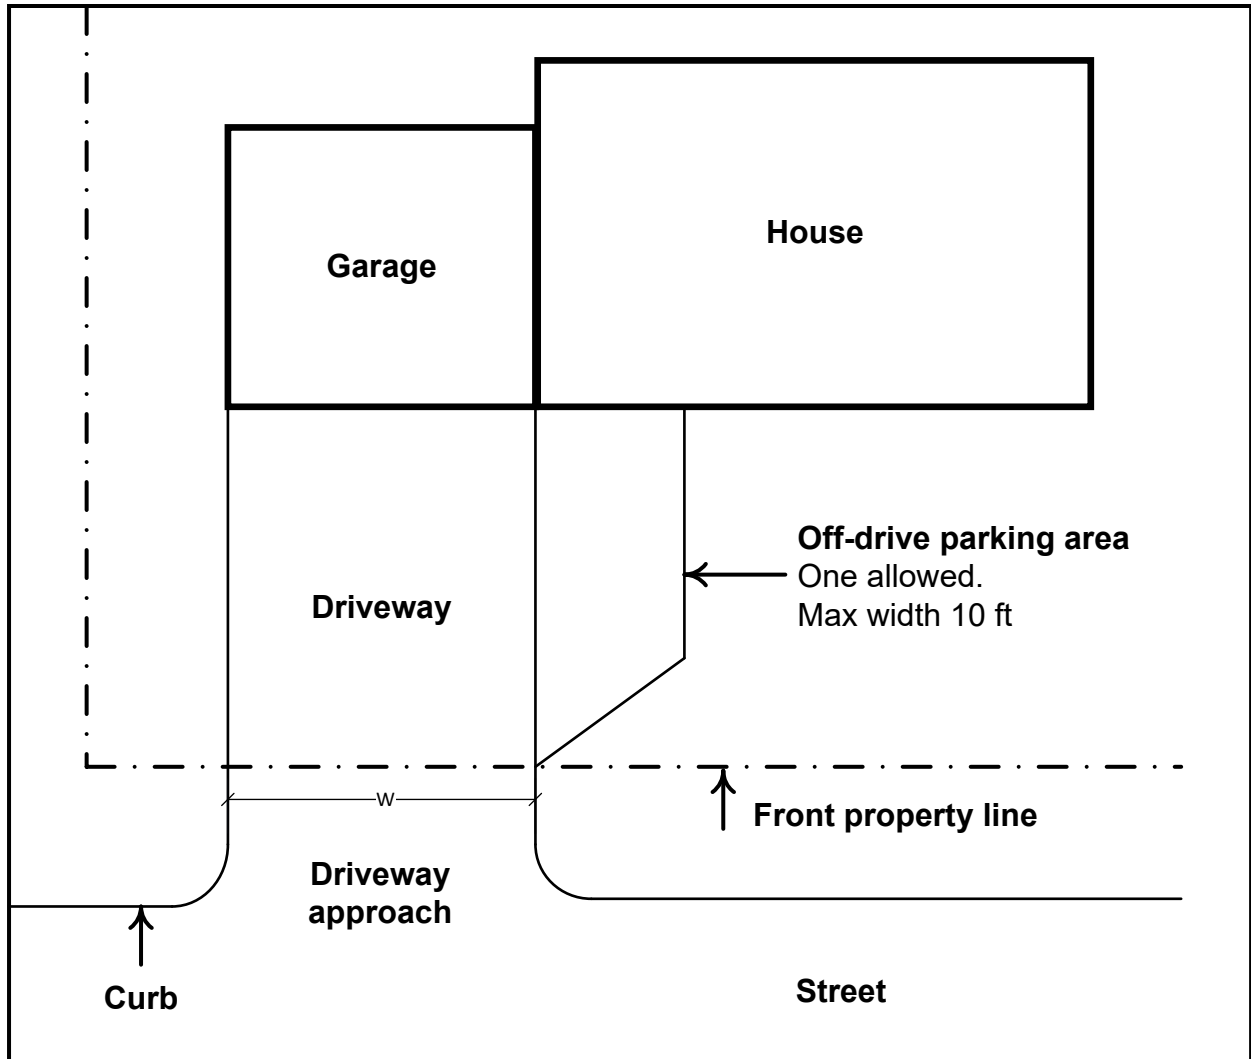 House
Garage
Off-drive parking area
One allowed.
Max width 10 ft
Driveway
W
Front property line
Driveway
approach
Curb
Street